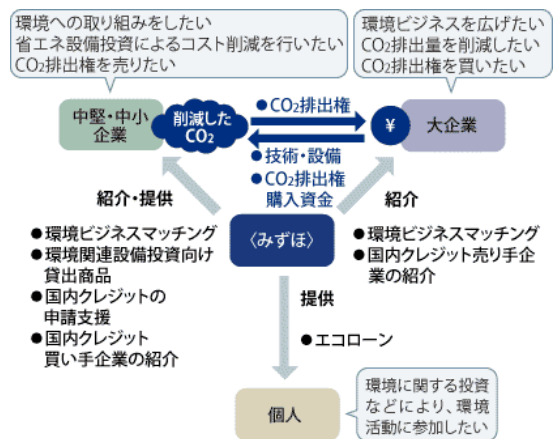 環境への取り組みをしたい
省エネ設備投資によるコスト削減を行いたい
CO2排出権を売りたい
環境ビジネスを広げたい
CO2排出量を削減したい
CO2排出権を買いたい
中堅・中小
企業
削減した
CO2
●CO2排出権
¥
大企業
●技術・設備
●CO2排出権
購入資金
紹介・提供
●環境ビジネスマッチング
●環境関連設備投資向け
貸出商品
●国内クレジットの
申請支援
●国内クレジット
買い手企業の紹介
〈みずほ〉
紹介
●環境ビジネスマッチング
●国内クレジット売り手企
業の紹介
提供
●エコローン
個人
環境に関する投資
などにより、環境
活動に参加したい